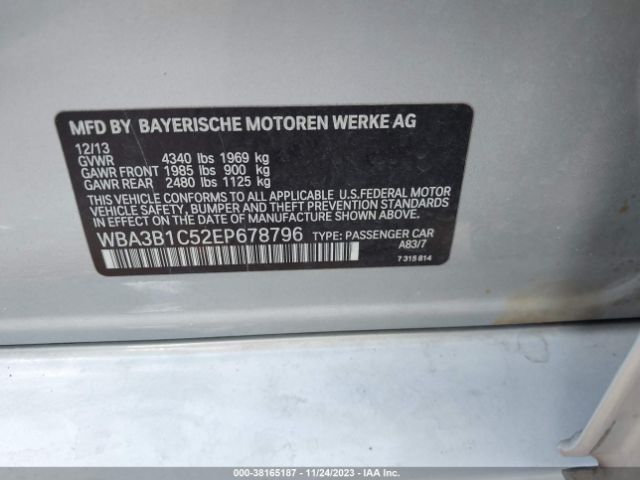 MFD BY BAYERISCHE MOTOREN WERKE AG
12/13
GVWR 4340 lbs 1969 kg
GAWR FRONT 1985 lbs 900 kg
GAWR REAR 2480 lbs 1125 kg
THIS VEHICLE CONFORMS TO ALL APPLICABLE U.S.FEDERAL MOTOR
VEHICLE SAFETY, BUMPER, AND THEFT PREVENTION
STANDARDS IN EFFECT ON THE DATE OF MANUFACTURE SHOWN ABOVE.
WBA3B1C52EP678796 TYPE: PASSENGER CAR
A83/7
7 315 814
000-38165187 - 11/24/2023 - IAA Inc.